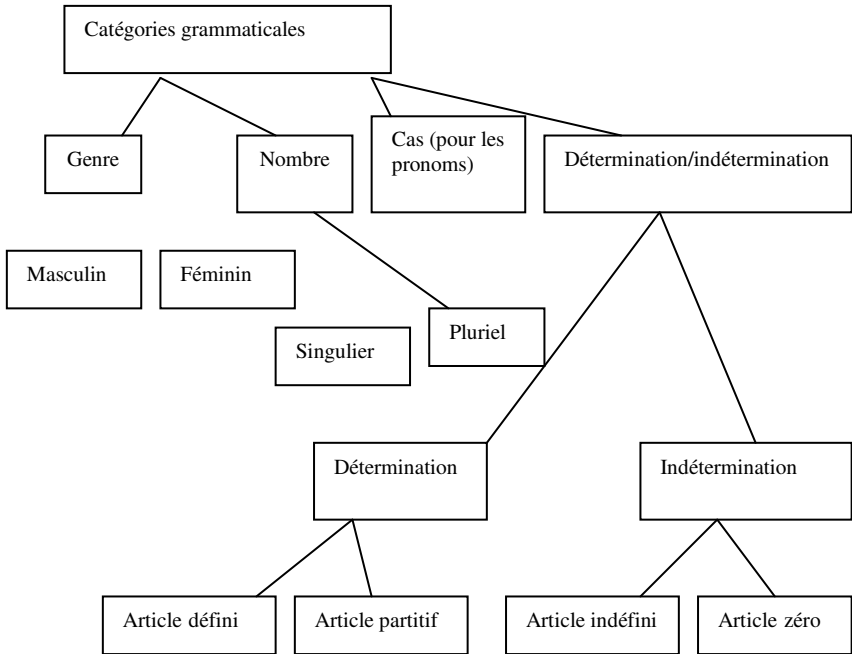 Catégories grammaticales
Genre
Nombre
Cas (pour les
pronoms)
Détermination/indétermination
Masculin
Féminin
Singulier
Pluriel
Détermination
Indétermination
Article défini
Article partitif
Article indéfini
Article zéro